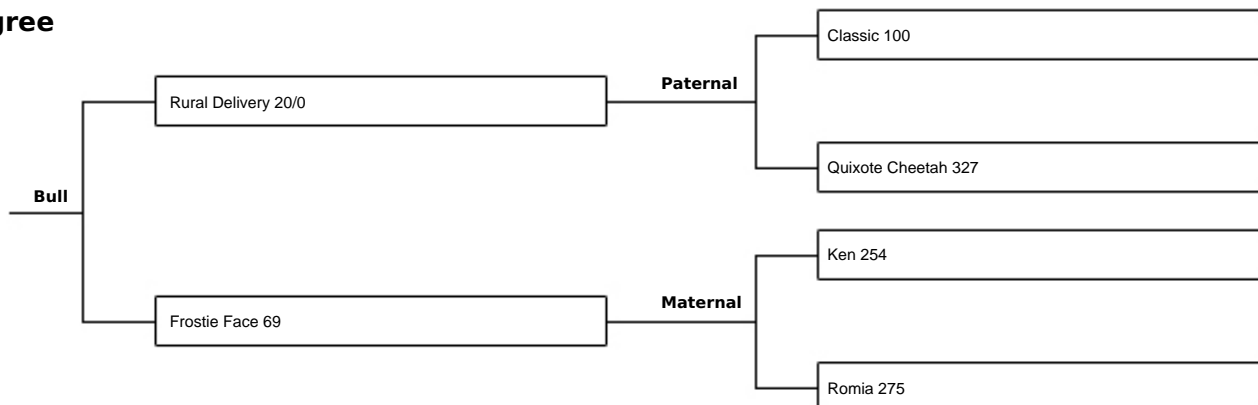 gree
Classic 100
Paternal
Rural Delivery 20/0
Quixote Cheetah 327
Bull
Ken 254
Maternal
Frostie Face 69
Romia 275